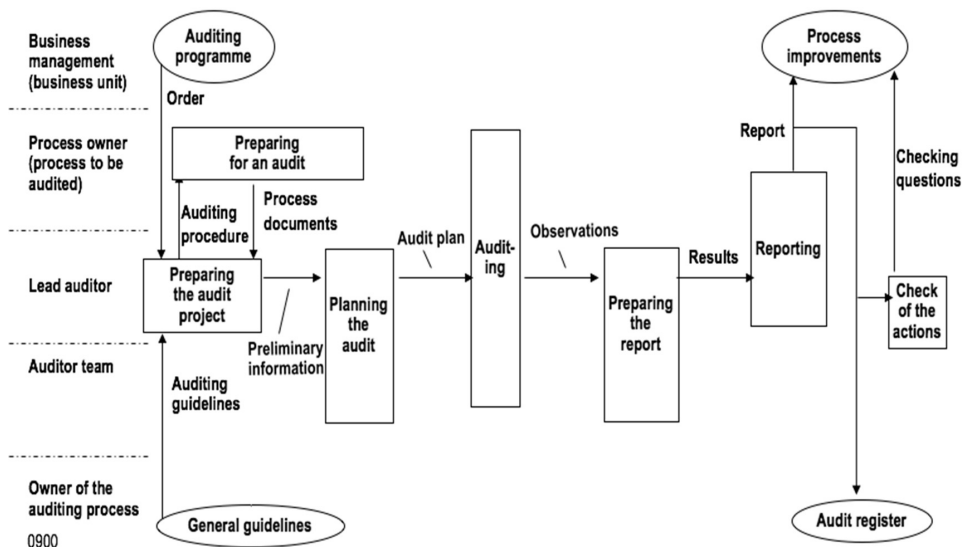 Business
management
(business unit)
Auditing
programme
Process
improvements
Order
Process owner
(process to be
audited)
Preparing
for an audit
Report
Checking
questions
Auditing
procedure
Process
documents
Lead auditor
Preparing
the audit
project
Audit plan
Audit-
ing
Observations
Results
Reporting
Planning
the
audit
Preparing
the
report
Check
of the
actions
Preliminary
information
Auditor team
Auditing
guidelines
Owner of the
auditing process
General guidelines
Audit register
0900